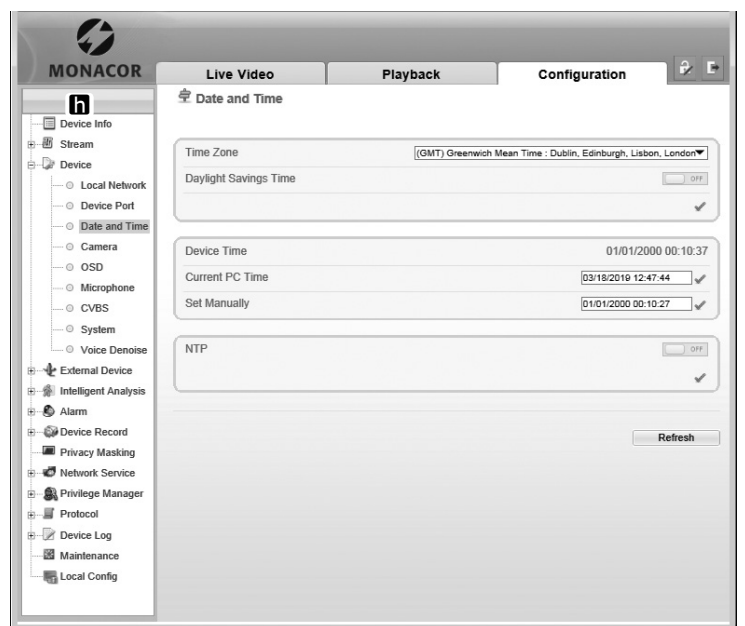 MONACOR
Live Video
Playback
Configuration
h
Device Info
Stream
Device
Local Network
Device Port
Date and Time
Camera
OSD
Microphone
CVBS
System
Voice Denoise
External Device
Intelligent Analysis
Alarm
Device Record
Privacy Masking
Network Service
Privilege Manager
Protocol
Device Log
Maintenance
Local Config
Date and Time
Time Zone (GMT) Greenwich Mean Time : Dublin, Edinburgh, Lisbon, London
Daylight Savings Time OFF
Device Time 01/01/2000 00:10:37
Current PC Time 03/18/2019 12:47:44
Set Manually 01/01/2000 00:10:27
NTP OFF
Refresh